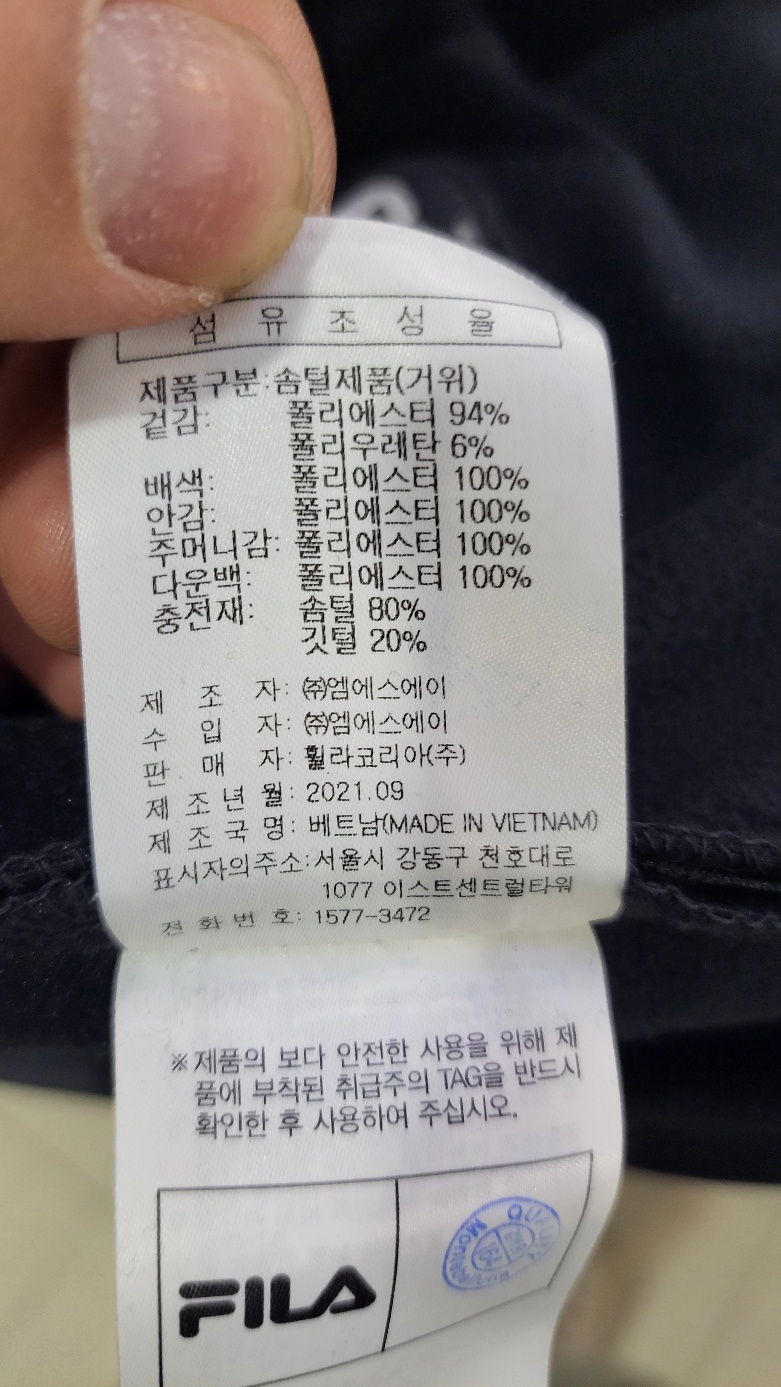 섬 유 조 성 율
제품구분:솜털제품(거위)
겉감: 폴리에스터 94%
폴리우레탄 6%
배색: 폴리에스터 100%
안감: 폴리에스터 100%
주머니감: 폴리에스터 100%
다운백: 폴리에스터 100%
충전재: 솜털 80%
깃털 20%
제 조 자: ㈜엠에스에이
수 입 자: ㈜엠에스에이
판 매 자: 휠라코리아(주)
제 조 년 월: 2021.09
제 조 국 명: 베트남(MADE IN VIETNAM)
표시자의주소:서울시 강동구 천호대로
1077 이스트센트럴타워
전 화 번 호: 1577-3472
※제품의 보다 안전한 사용을 위해 제
품에 부착된 취급주의 TAG을 반드시
확인한 후 사용하여 주십시오.
FILA
QUALITY